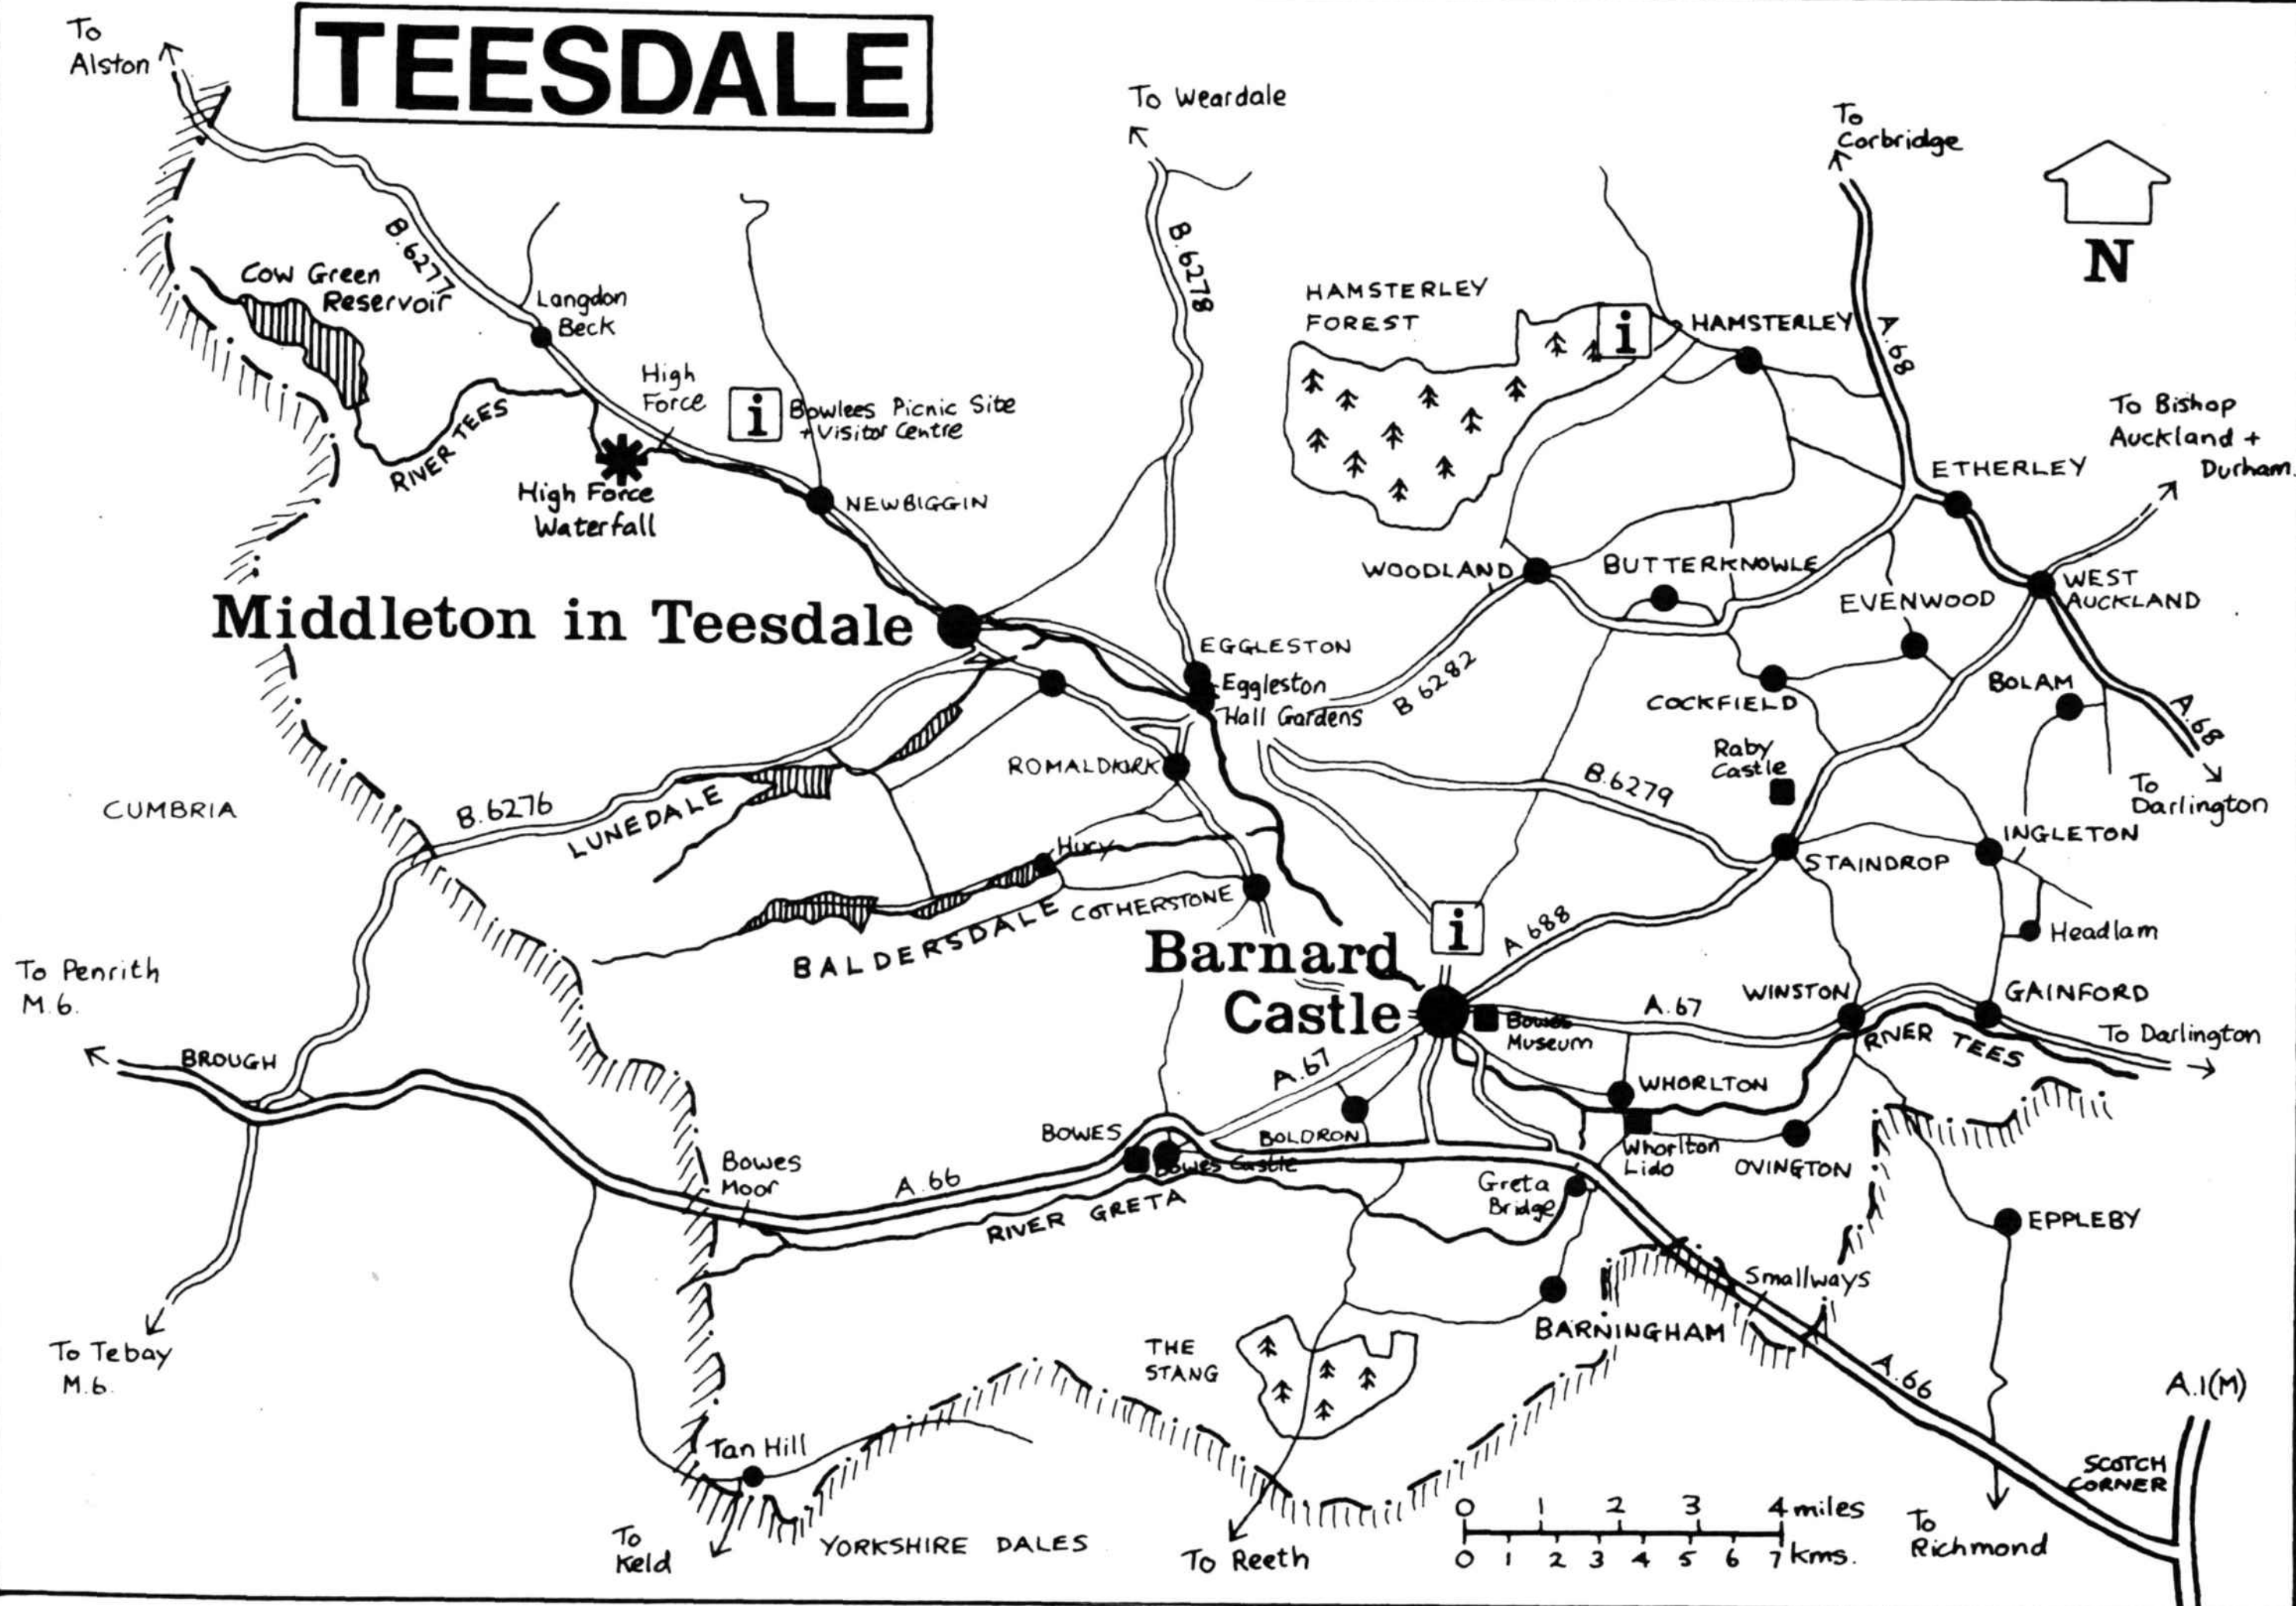 TEESDALE
To
Alston
To Weardale
To
Corbridge
N
B.6277
B.6278
A.68
Cow Green
Reservoir
Langdon
Beck
HAMSTERLEY
FOREST
i
HAMSTERLEY
High
Force
i
Bowlees Picnic Site
+ Visitor Centre
To Bishop
Auckland +
Durham.
RIVER TEES
High Force
Waterfall
NEWBIGGIN
ETHERLEY
WOODLAND
BUTTERKNOWLE
WEST
AUCKLAND
EVENWOOD
Middleton in Teesdale
EGGLESTON
Eggleston
Hall Gardens
B 6282
COCKFIELD
BOLAM
A.68
Raby
Castle
To
Darlington
ROMALDKIRK
B.6279
CUMBRIA
B.6276
LUNEDALE
Hury
INGLETON
STAINDROP
COTHERSTONE
BALDERSDALE
i
A 688
Headlam
Barnard
Castle
To Penrith
M.6.
WINSTON
GAINFORD
A.67
Bowes
Museum
RIVER TEES
To Darlington
BROUGH
A.67
WHORLTON
BOWES
BOLDRON
Bowes Castle
Whorlton
Lido
OVINGTON
Bowes
Moor
A.66
RIVER GRETA
Greta
Bridge
EPPLEBY
Smallways
To Tebay
M.6.
THE
STANG
BARNINGHAM
A.66
A.1(M)
Tan Hill
SCOTCH
CORNER
To
Keld
YORKSHIRE DALES
To Reeth
0 1 2 3 4 miles
0 1 2 3 4 5 6 7 kms.
To
Richmond